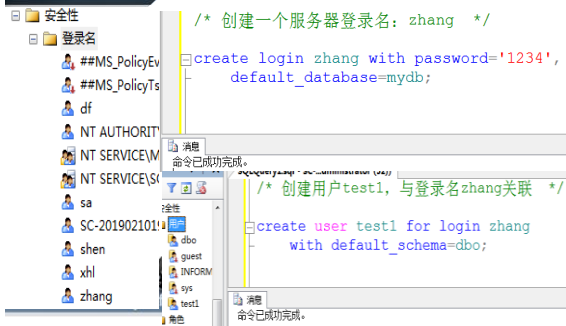 安全性
登录名
##MS_PolicyEv
##MS_PolicyTs
df
NT AUTHORIT
NT SERVICE\M
NT SERVICE\S
sa
SC-201902101
shen
xhl
zhang
/* 创建一个服务器登录名：zhang */
create login zhang with password='1234',
default_database=mydb;
消息
命令已成功完成。
安全性
用户
dbo
guest
INFORM
sys
test1
角色
/* 创建用户test1，与登录名zhang关联 */
create user test1 for login zhang
with default_schema=dbo;
消息
命令已成功完成。